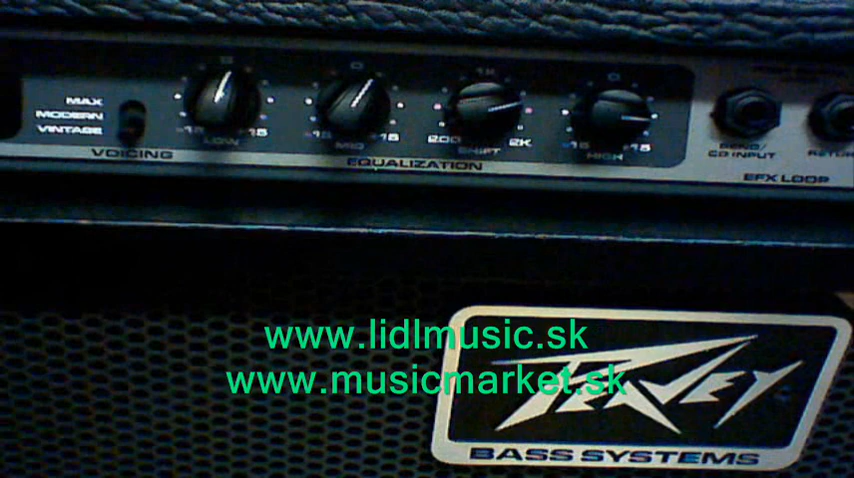 0 0 1K 0
MAX
MODERN
VINTAGE
-15 15 -15 15 200 2K -15 +15
LOW MID SHIFT HIGH
VOICING EQUALIZATION
SEND/
CD INPUT
RETURN
EFX LOOP
www.lidlmusic.sk
www.musicmarket.sk
PEAVEY
BASS SYSTEMS